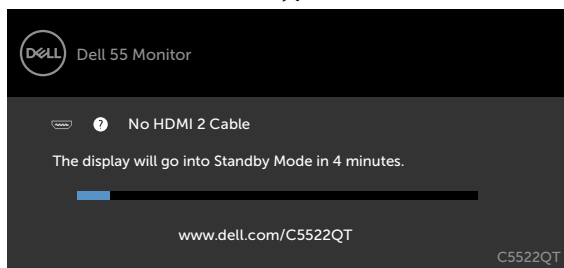 DELL Dell 55 Monitor
? No HDMI 2 Cable
The display will go into Standby Mode in 4 minutes.
www.dell.com/C5522QT
C5522QT